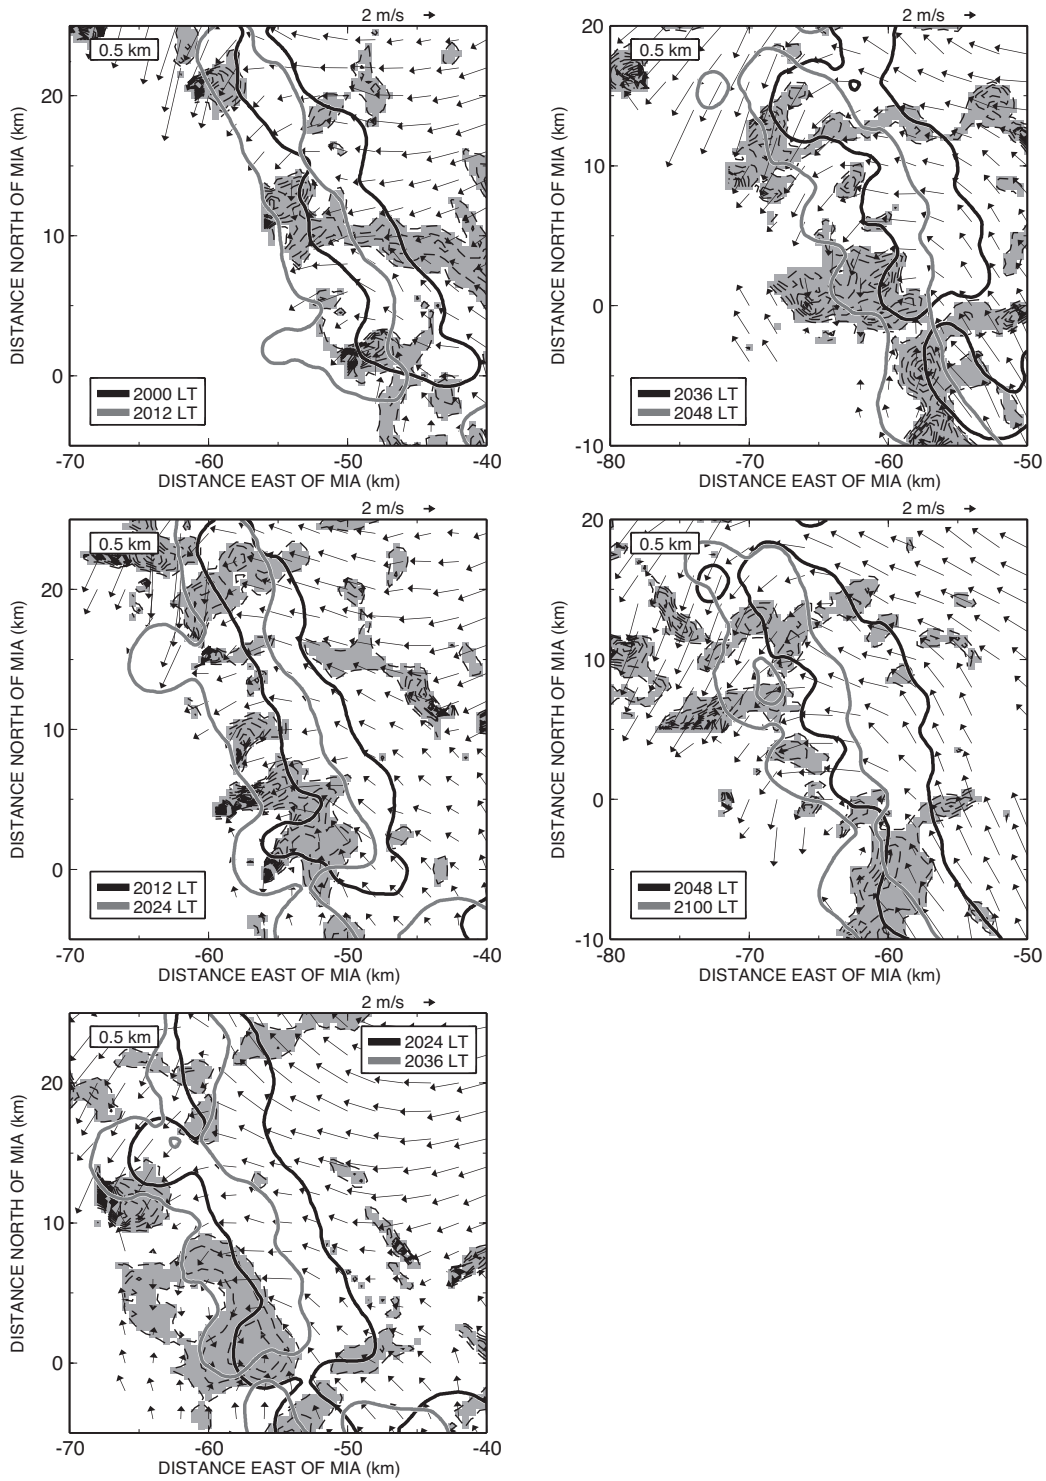 2 m/s
0.5 km
20
10
0
DISTANCE NORTH OF MIA (km)
2000 LT
2012 LT
-70 -60 -50 -40
DISTANCE EAST OF MIA (km)
2 m/s
0.5 km
20
10
0
-10
DISTANCE NORTH OF MIA (km)
2036 LT
2048 LT
-80 -70 -60 -50
DISTANCE EAST OF MIA (km)
2 m/s
0.5 km
20
10
0
DISTANCE NORTH OF MIA (km)
2012 LT
2024 LT
-70 -60 -50 -40
DISTANCE EAST OF MIA (km)
2 m/s
0.5 km
20
10
0
-10
DISTANCE NORTH OF MIA (km)
2048 LT
2100 LT
-80 -70 -60 -50
DISTANCE EAST OF MIA (km)
2 m/s
0.5 km
2024 LT
2036 LT
20
10
0
DISTANCE NORTH OF MIA (km)
-70 -60 -50 -40
DISTANCE EAST OF MIA (km)